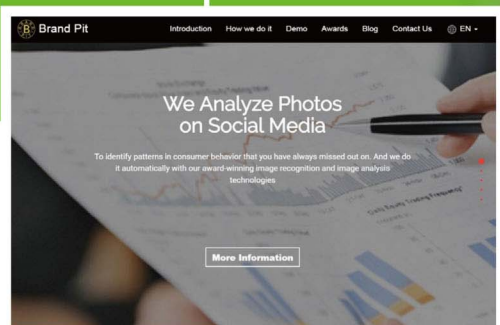 B Brand Pit
Introduction How we do it Demo Awards Blog Contact Us EN
We Analyze Photos
on Social Media
To identify patterns in consumer behavior that you have always missed out on. And we do
it automatically with our award-winning image recognition and image analysis
technologies
More Information